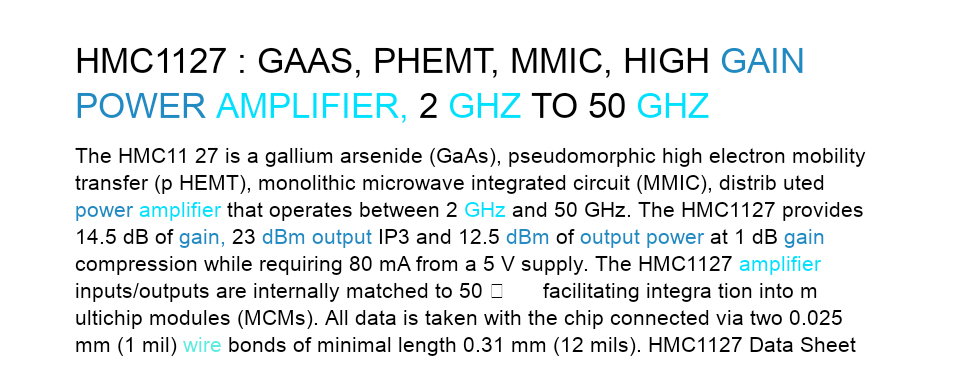 HMC1127 : GAAS, PHEMT, MMIC, HIGH GAIN
POWER AMPLIFIER, 2 GHZ TO 50 GHZ
The HMC11 27 is a gallium arsenide (GaAs), pseudomorphic high electron mobility
transfer (p HEMT), monolithic microwave integrated circuit (MMIC), distrib uted
power amplifier that operates between 2 GHz and 50 GHz. The HMC1127 provides
14.5 dB of gain, 23 dBm output IP3 and 12.5 dBm of output power at 1 dB gain
compression while requiring 80 mA from a 5 V supply. The HMC1127 amplifier
inputs/outputs are internally matched to 50 □ facilitating integra tion into m
ultichip modules (MCMs). All data is taken with the chip connected via two 0.025
mm (1 mil) wire bonds of minimal length 0.31 mm (12 mils). HMC1127 Data Sheet